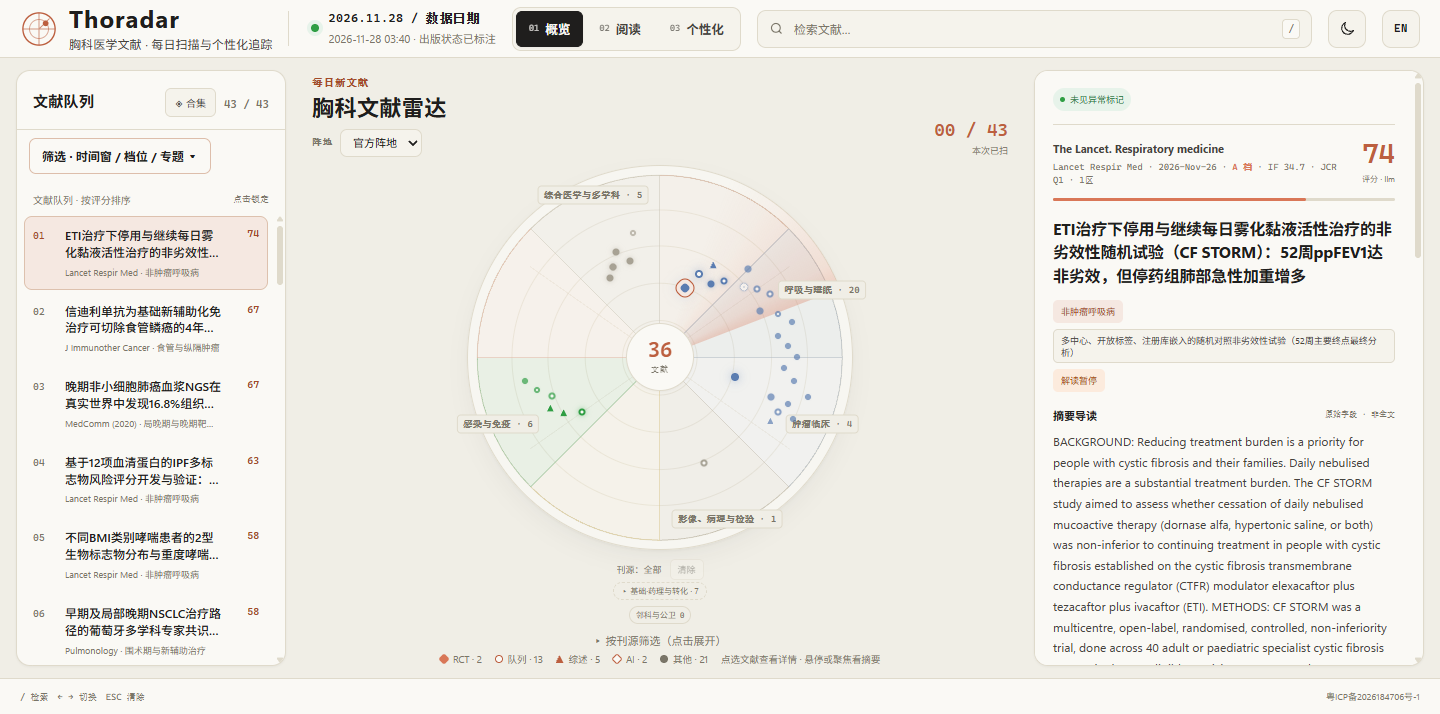 Thoradar
胸科医学文献 · 每日扫描与个性化追踪
2026.11.28 / 数据日期
2026-11-28 03:40 · 出版状态已标注
01 概览
02 阅读
03 个性化
检索文献...
/
EN
文献队列
合集
43 / 43
筛选 · 时间窗 / 档位 / 专题
文献队列 · 按评分排序
点击锁定
01
ETI治疗下停用与继续每日雾
化黏液活性治疗的非劣效性...
74
Lancet Respir Med · 非肿瘤呼吸病
02
信迪利单抗为基础新辅助化免
治疗可切除食管鳞癌的4年...
67
J Immunother Cancer · 食管与纵隔肿瘤
03
晚期非小细胞肺癌血浆NGS在
真实世界中发现16.8%组织...
67
MedComm (2020) · 局晚期与晚期靶...
04
基于12项血清蛋白的IPF多标
志物风险评分开发与验证：...
63
Lancet Respir Med · 非肿瘤呼吸病
05
不同BMI类别哮喘患者的2型
生物标志物分布与重度哮喘...
58
Lancet Respir Med · 非肿瘤呼吸病
06
早期及局部晚期NSCLC治疗路
径的葡萄牙多学科专家共识...
58
Pulmonology · 围术期与新辅助治疗
每日新文献
胸科文献雷达
阵地
官方阵地
00 / 43
本次已扫
综合医学与多学科 · 5
呼吸与睡眠 · 20
36
文献
感染与免疫 · 6
肿瘤临床 · 4
影像、病理与检验 · 1
刊源：全部
清除
基础·药理与转化 · 7
邻科与公卫 0
按刊源筛选（点击展开）
RCT · 2
队列 · 13
综述 · 5
AI · 2
其他 · 21
点选文献查看详情 · 悬停或聚焦看摘要
未见异常标记
The Lancet. Respiratory medicine
Lancet Respir Med · 2026-Nov-26 · A 档 · IF 34.7 · JCR
Q1 · 1区
74
评分 · llm
ETI治疗下停用与继续每日雾化黏液活性治疗的非
劣效性随机试验（CF STORM）：52周ppFEV1达
非劣效，但停药组肺部急性加重增多
非肿瘤呼吸病
多中心、开放标签、注册库嵌入的随机对照非劣效性试验（52周主要终点最终分
析）
解读暂停
摘要导读
原始字段 · 非全文
BACKGROUND: Reducing treatment burden is a priority for
people with cystic fibrosis and their families. Daily nebulised
therapies are a substantial treatment burden. The CF STORM
study aimed to assess whether cessation of daily nebulised
mucoactive therapy (dornase alfa, hypertonic saline, or both)
was non-inferior to continuing treatment in people with cystic
fibrosis established on the cystic fibrosis transmembrane
conductance regulator (CFTR) modulator elexacaftor plus
tezacaftor plus ivacaftor (ETI). METHODS: CF STORM was a
multicentre, open-label, randomised, controlled, non-inferiority
trial, done across 40 adult or paediatric specialist cystic fibrosis
/ 检索 ← → 切换 ESC 清除
粤ICP备2026184706号-1